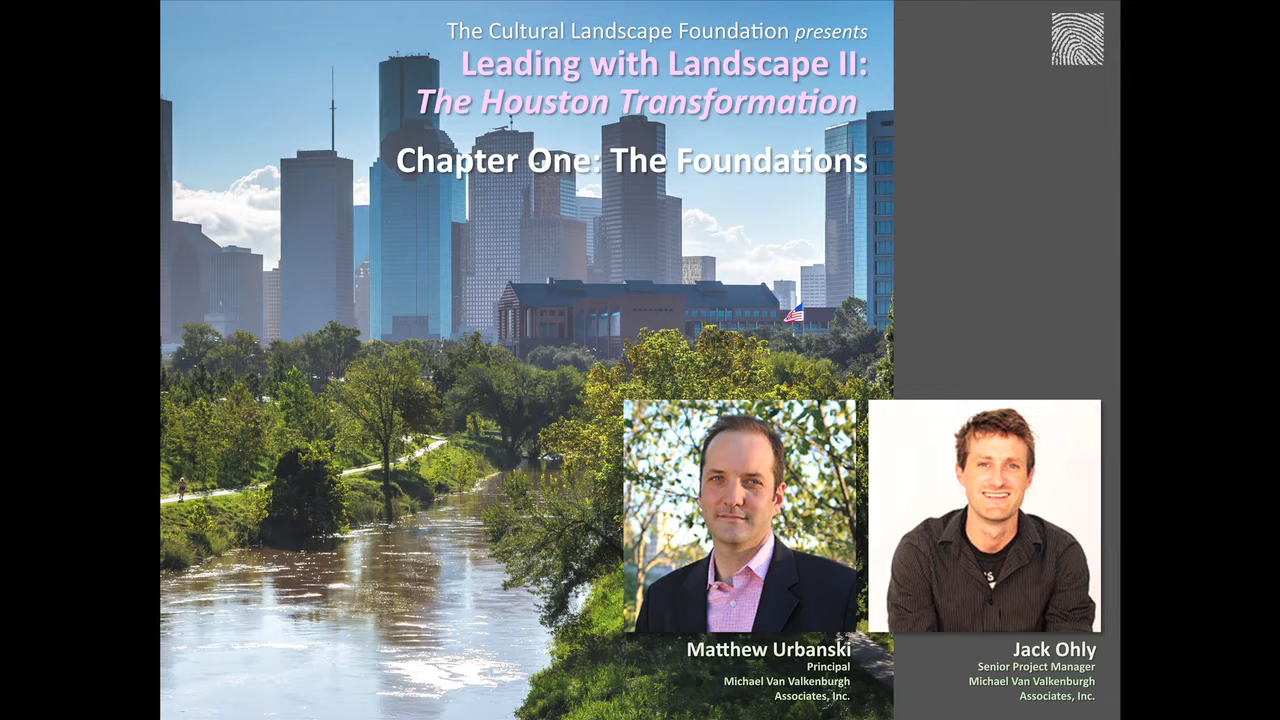 The Cultural Landscape Foundation presents
Leading with Landscape II:
The Houston Transformation
Chapter One: The Foundations
Matthew Urbanski
Principal
Michael Van Valkenburgh
Associates, Inc.
Jack Ohly
Senior Project Manager
Michael Van Valkenburgh
Associates, Inc.